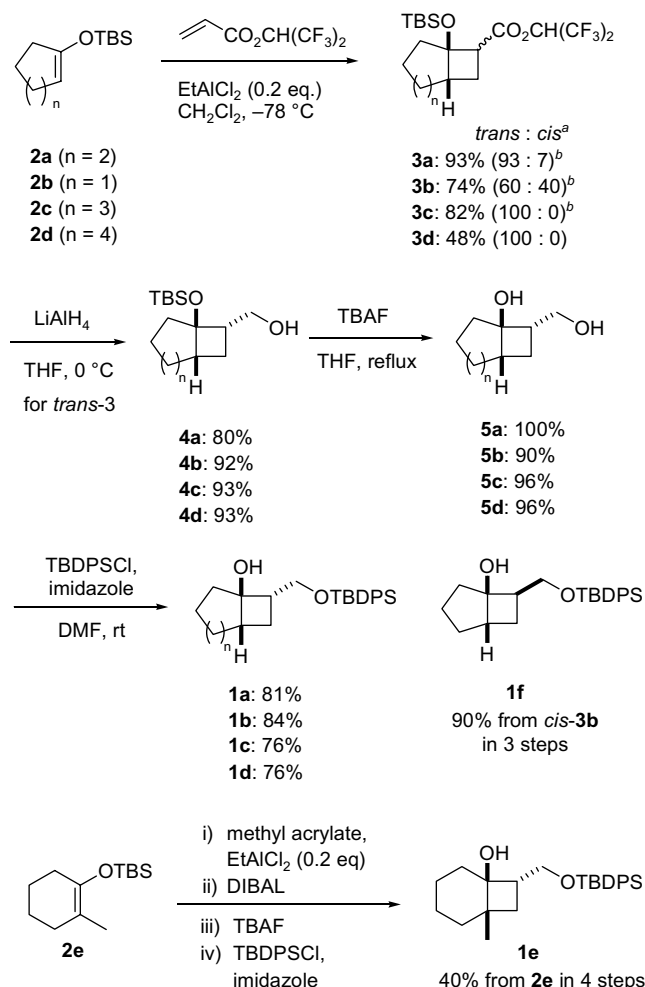 OTBS
n
2a (n = 2)
2b (n = 1)
2c (n = 3)
2d (n = 4)
CO2CH(CF3)2
EtAlCl2 (0.2 eq.)
CH2Cl2, –78 °C
TBSO
CO2CH(CF3)2
n
H
trans : cis^a
3a: 93% (93 : 7)^b
3b: 74% (60 : 40)^b
3c: 82% (100 : 0)^b
3d: 48% (100 : 0)
LiAlH4
THF, 0 °C
for trans-3
TBSO
OH
n
H
4a: 80%
4b: 92%
4c: 93%
4d: 93%
TBAF
THF, reflux
OH
OH
n
H
5a: 100%
5b: 90%
5c: 96%
5d: 96%
TBDPSCl,
imidazole
DMF, rt
OH
OTBDPS
n
H
1a: 81%
1b: 84%
1c: 76%
1d: 76%
OH
OTBDPS
H
1f
90% from cis-3b
in 3 steps
OTBS
2e
i) methyl acrylate,
EtAlCl2 (0.2 eq)
ii) DIBAL
iii) TBAF
iv) TBDPSCl,
imidazole
OH
OTBDPS
1e
40% from 2e in 4 steps